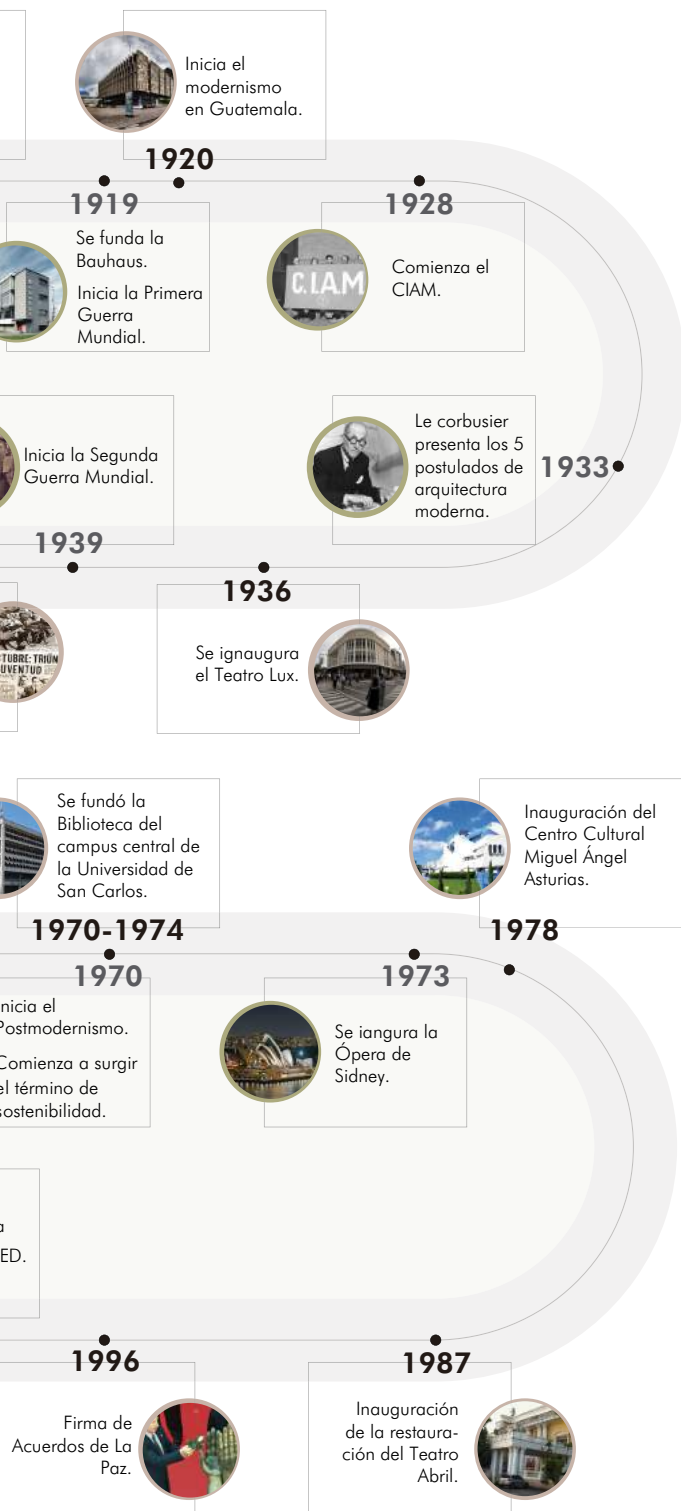 Inicia el
modernismo
en Guatemala.
1920
1919
1928
Se funda la
Bauhaus.
Inicia la Primera
Guerra
Mundial.
C.I.A.M
Comienza el
CIAM.
Inicia la Segunda
Guerra Mundial.
Le corbusier
presenta los 5
postulados de
arquitectura
moderna.
1933
1939
1936
TUBRE: TRIUN
UVENTUD
Se ignaugura
el Teatro Lux.
Se fundó la
Biblioteca del
campus central de
la Universidad de
San Carlos.
Inauguración del
Centro Cultural
Miguel Ángel
Asturias.
1970-1974
1978
1970
1973
nicia el
Postmodernismo.
Comienza a surgir
el término de
sostenibilidad.
Se iangura la
Ópera de
Sidney.
a
ED.
1996
1987
Firma de
Acuerdos de La
Paz.
Inauguración
de la restaura-
ción del Teatro
Abril.